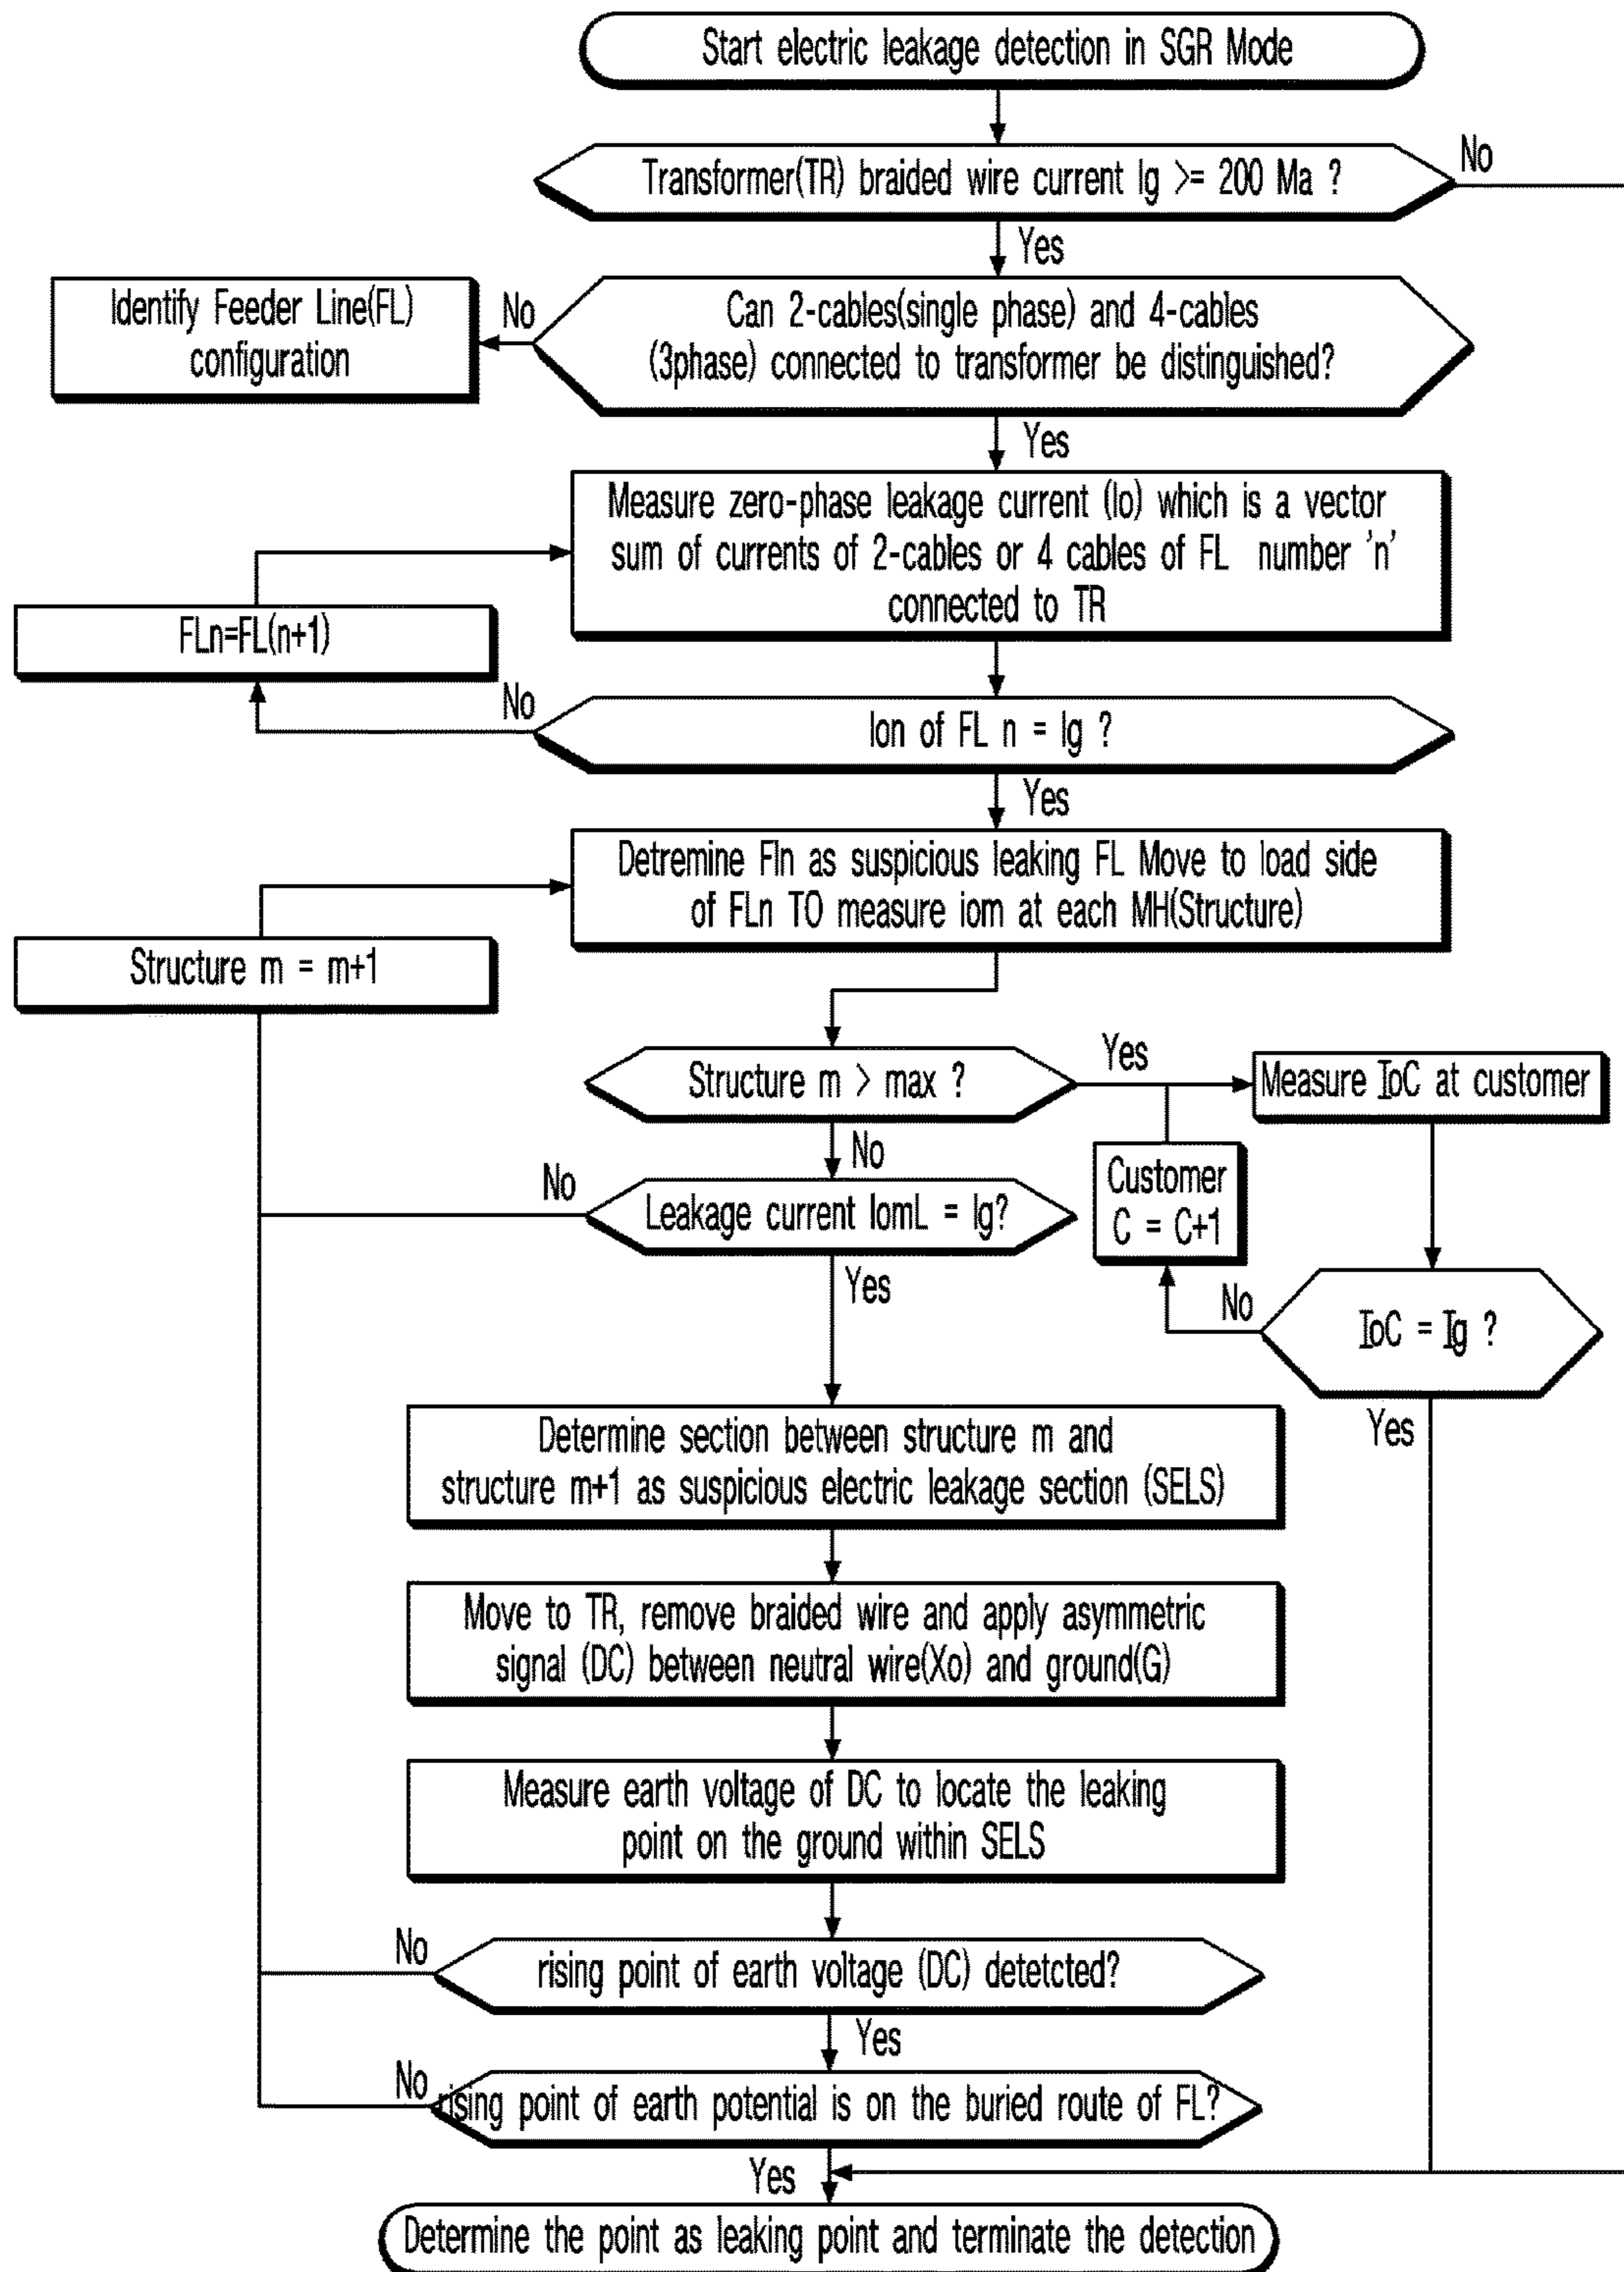 Start electric leakage detection in SGR Mode
Transformer(TR) braided wire current Ig >= 200 Ma ?
No
Yes
Identify Feeder Line(FL)
configuration
No
Can 2-cables(single phase) and 4-cables
(3phase) connected to transformer be distinguished?
Yes
Measure zero-phase leakage current (Io) which is a vector
sum of currents of 2-cables or 4 cables of FL number 'n'
connected to TR
FLn=FL(n+1)
No
Ion of FL n = Ig ?
Yes
Detremine Fln as suspicious leaking FL Move to load side
of FLn TO measure iom at each MH(Structure)
Structure m = m+1
Structure m > max ?
Yes
Measure IoC at customer
No
Customer
C = C+1
No
Leakage current IomL = Ig?
Yes
No
IoC = Ig ?
Yes
Determine section between structure m and
structure m+1 as suspicious electric leakage section (SELS)
Move to TR, remove braided wire and apply asymmetric
signal (DC) between neutral wire(Xo) and ground(G)
Measure earth voltage of DC to locate the leaking
point on the ground within SELS
No
rising point of earth voltage (DC) detetcted?
Yes
No
rising point of earth potential is on the buried route of FL?
Yes
Determine the point as leaking point and terminate the detection